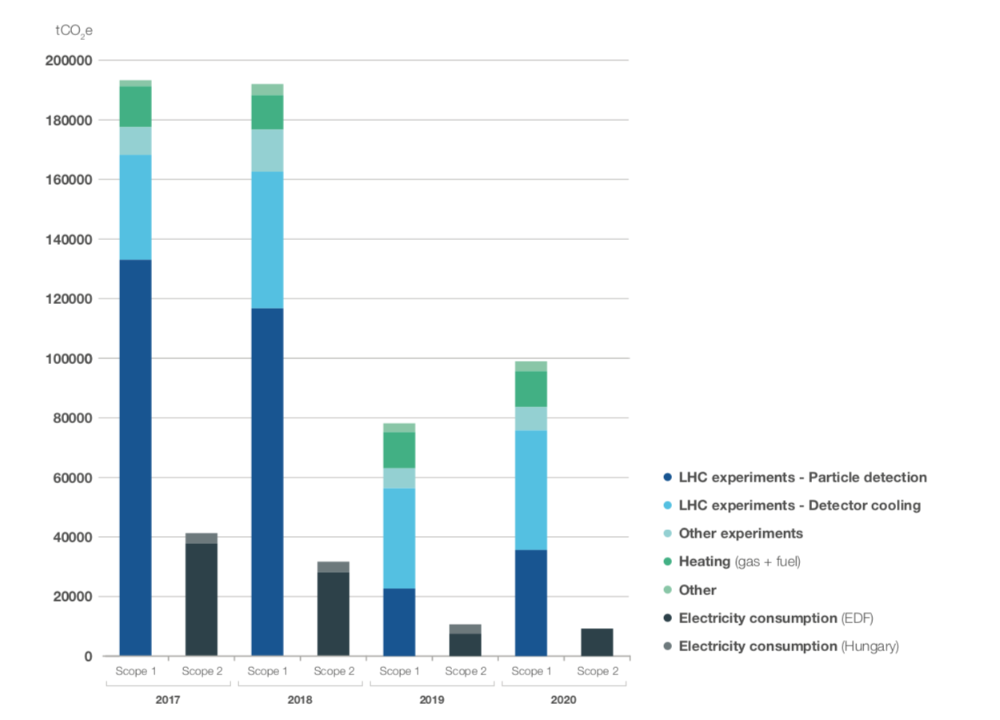 tCO₂e
200000
180000
160000
140000
120000
100000
80000
60000
40000
20000
0
Scope 1 Scope 2 Scope 1 Scope 2 Scope 1 Scope 2 Scope 1 Scope 2
2017 2018 2019 2020
LHC experiments - Particle detection
LHC experiments - Detector cooling
Other experiments
Heating (gas + fuel)
Other
Electricity consumption (EDF)
Electricity consumption (Hungary)